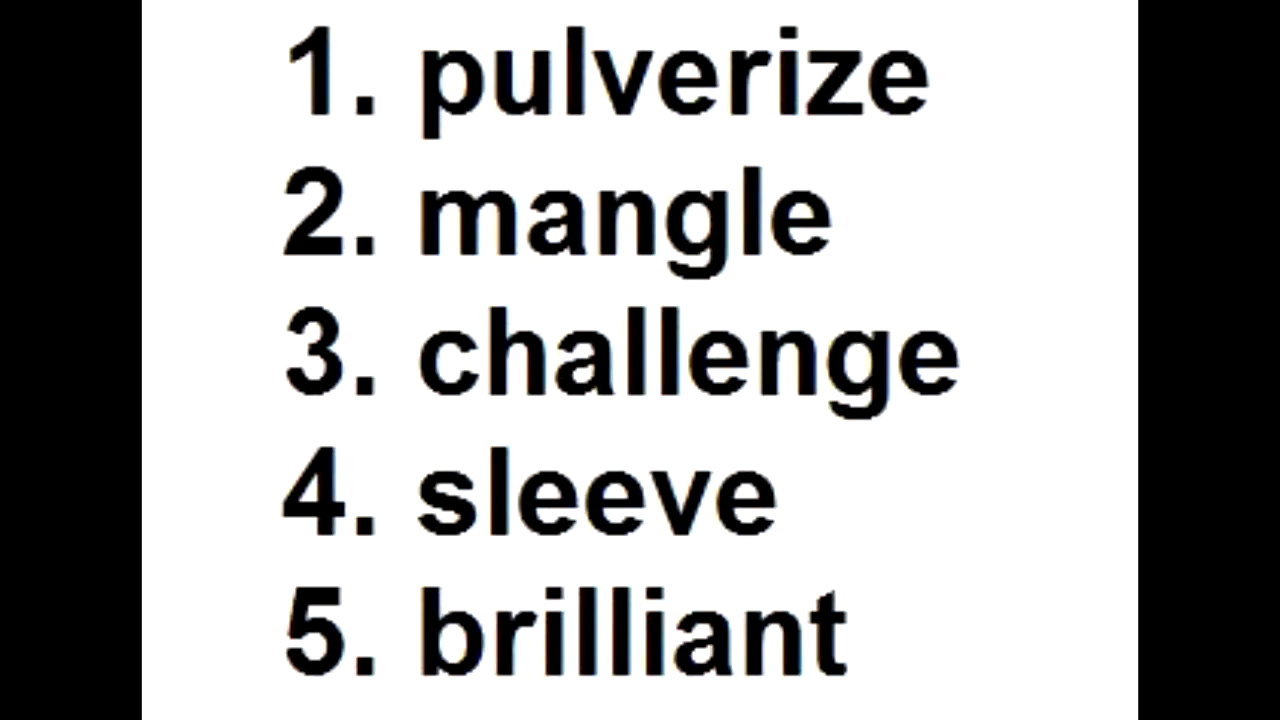 1. pulverize
2. mangle
3. challenge
4. sleeve
5. brilliant